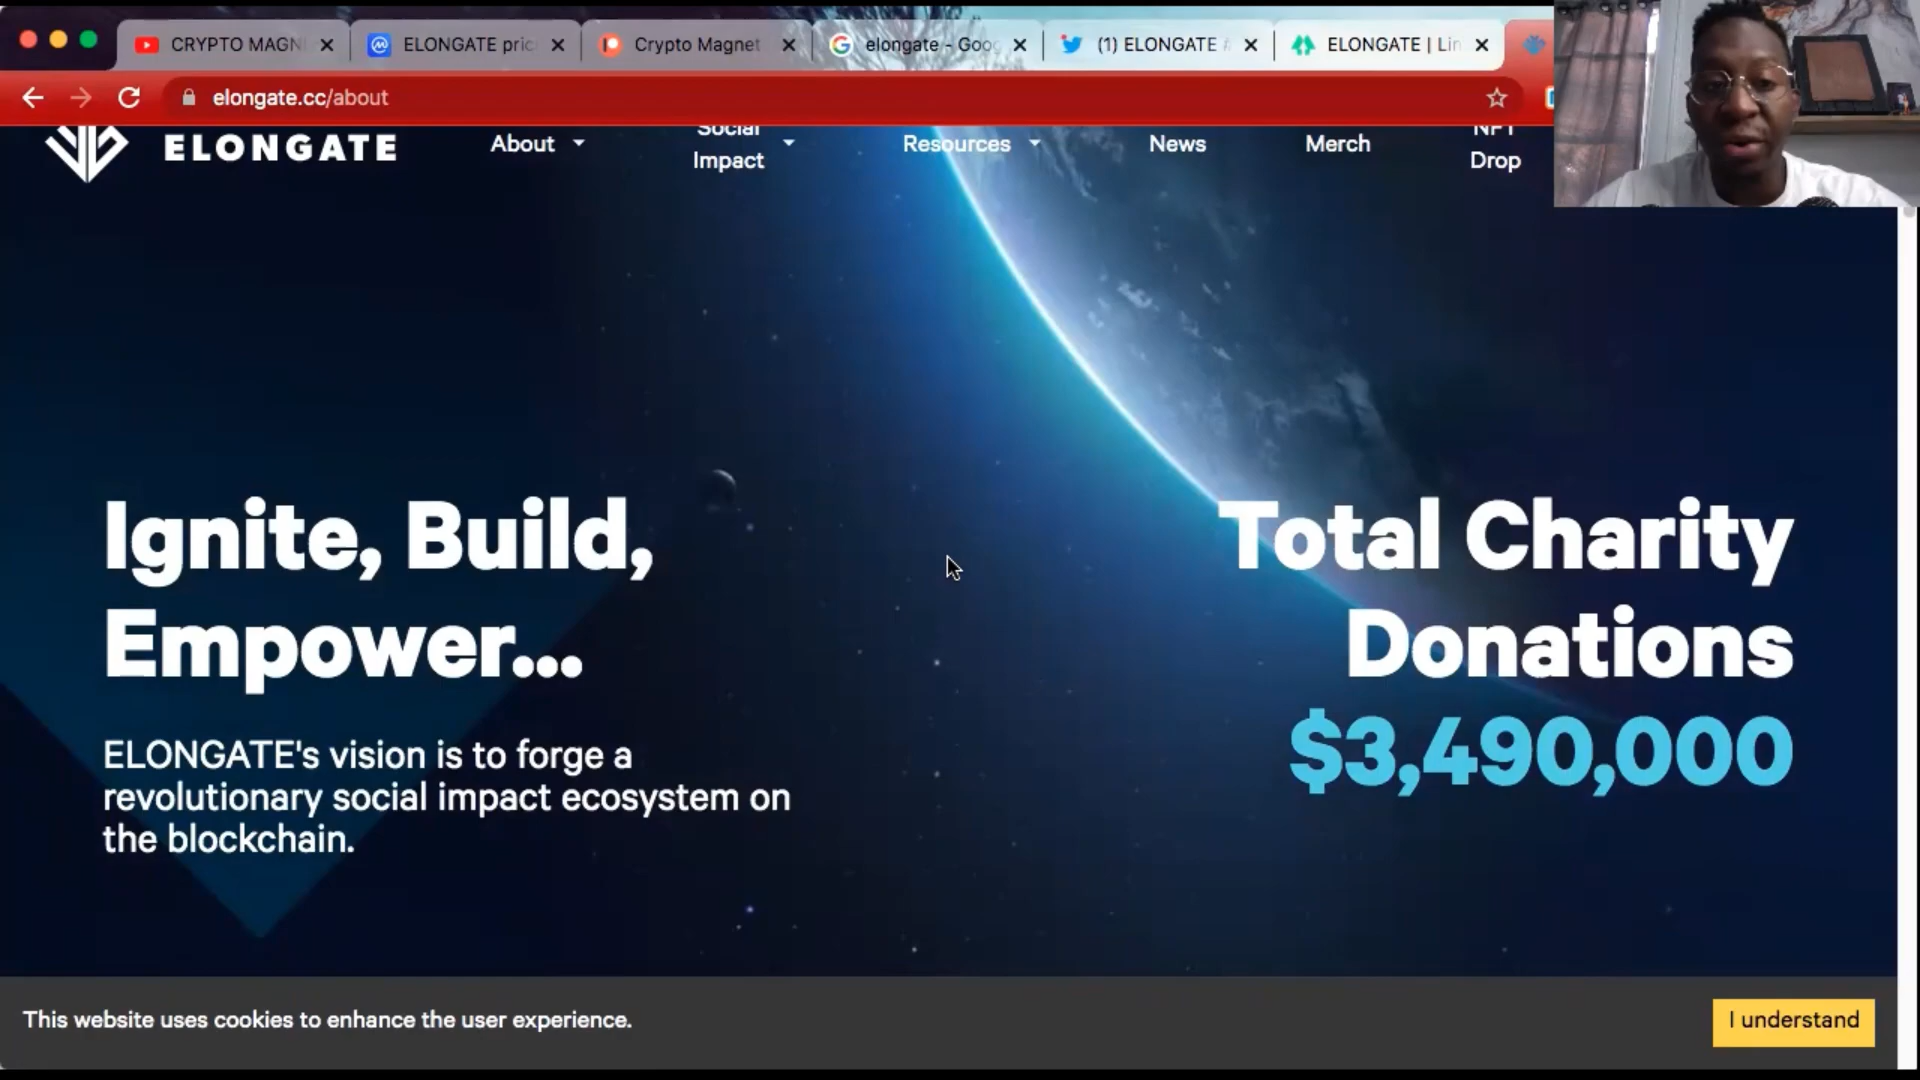 CRYPTO MAGN
ELONGATE pric
Crypto Magnet
elongate - Goog
(1) ELONGATE
ELONGATE | Lin
elongate.cc/about
ELONGATE
About
Social
Impact
Resources
News
Merch
NFT
Drop
Ignite, Build,
Empower...
ELONGATE's vision is to forge a
revolutionary social impact ecosystem on
the blockchain.
Total Charity
Donations
$3,490,000
This website uses cookies to enhance the user experience.
I understand